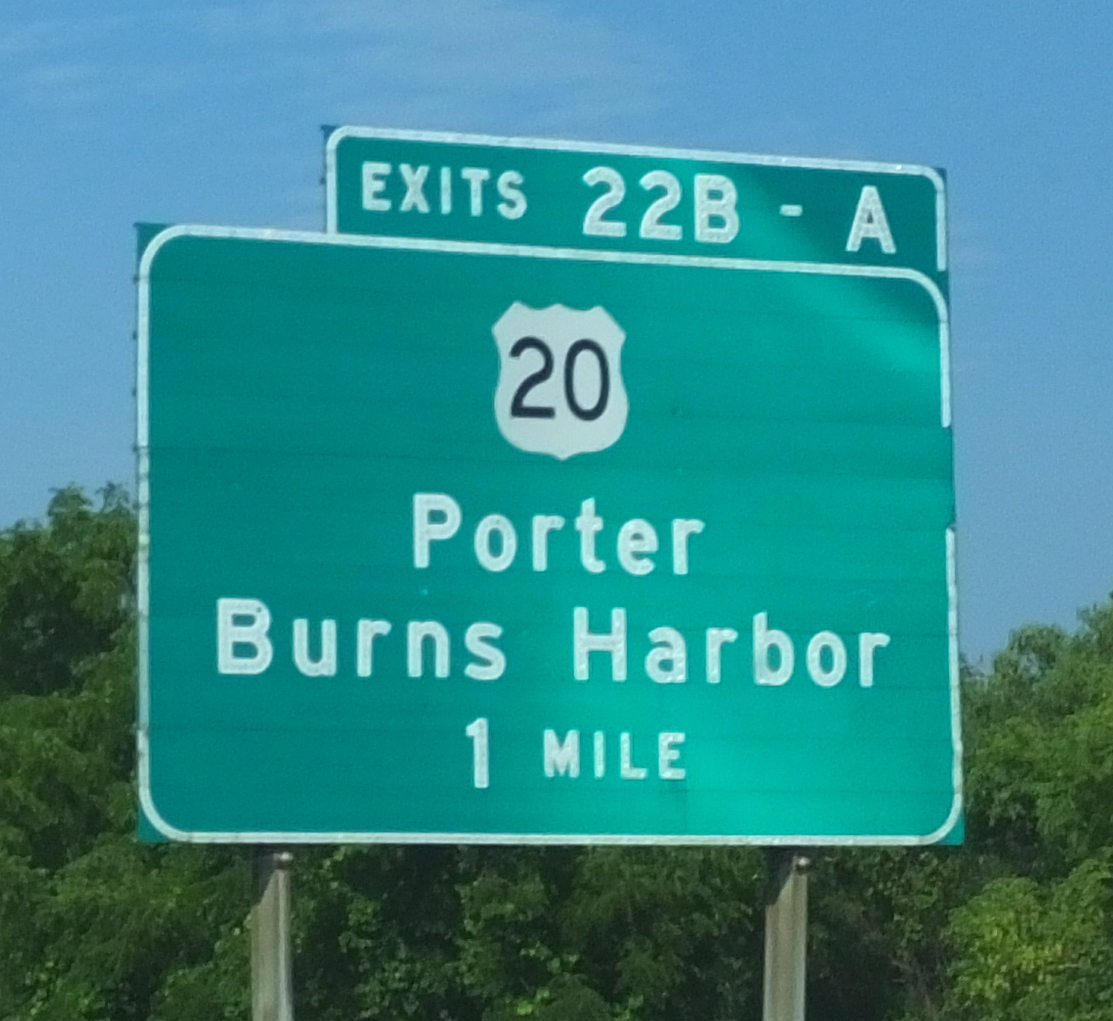 EXITS 22B - A
20
Porter
Burns Harbor
1 MILE